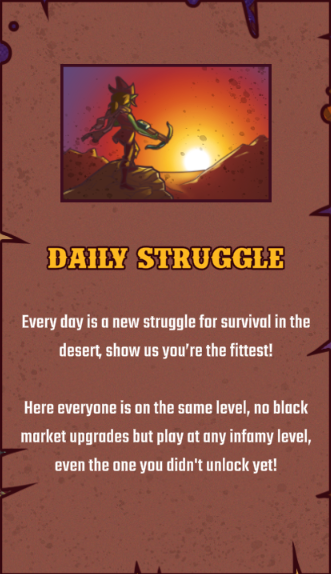 DAILY STRUGGLE
Every day is a new struggle for survival in the
desert, show us you're the fittest!
Here everyone is on the same level, no black
market upgrades but play at any infamy level,
even the one you didn't unlock yet!